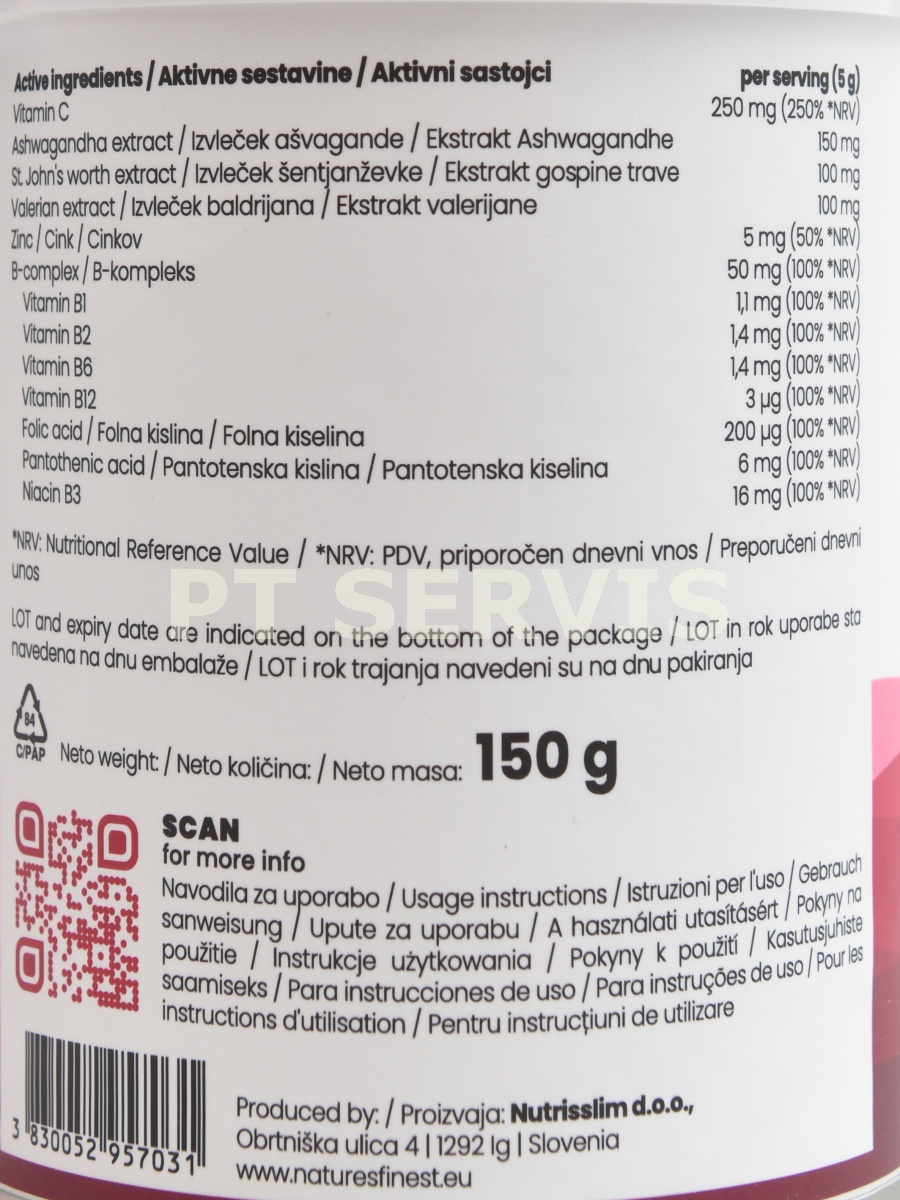 Active ingredients / Aktivne sestavine / Aktivni sastojci per serving (5 g)
Vitamin C 250 mg (250% *NRV)
Ashwagandha extract / Izvleček ašvagande / Ekstrakt Ashwagandhe 150 mg
St. John's worth extract / Izvleček šentjanževke / Ekstrakt gospine trave 100 mg
Valerian extract / Izvleček baldrijana / Ekstrakt valerijane 100 mg
Zinc / Cink / Cinkov 5 mg (50% *NRV)
B-complex / B-kompleks 50 mg (100% *NRV)
Vitamin B1 1,1 mg (100% *NRV)
Vitamin B2 1,4 mg (100% *NRV)
Vitamin B6 1,4 mg (100% *NRV)
Vitamin B12 3 µg (100% *NRV)
Folic acid / Folna kislina / Folna kiselina 200 µg (100% *NRV)
Pantothenic acid / Pantotenska kislina / Pantotenska kiselina 6 mg (100% *NRV)
Niacin B3 16 mg (100% *NRV)
*NRV: Nutritional Reference Value / *NRV: PDV, priporočen dnevni vnos / Preporučeni dnevni
unos
PT SERVIS
LOT and expiry date are indicated on the bottom of the package / LOT in rok uporabe sta
navedena na dnu embalaže / LOT i rok trajanja navedeni su na dnu pakiranja
84
C/PAP
Neto weight: / Neto količina: / Neto masa: 150 g
SCAN
for more info
Navodila za uporabo / Usage instructions / Istruzioni per l'uso / Gebrauch
sanweisung / Upute za uporabu / A használati utasításért / Pokyny na
použitie / Instrukcje użytkowania / Pokyny k použití / Kasutusjuhiste
saamiseks / Para instrucciones de uso / Para instruções de uso / Pour les
instructions d'utilisation / Pentru instrucțiuni de utilizare
3 830052 957031
Produced by: / Proizvaja: Nutrisslim d.o.o.,
Obrtniška ulica 4 | 1292 Ig | Slovenia
www.naturesfinest.eu